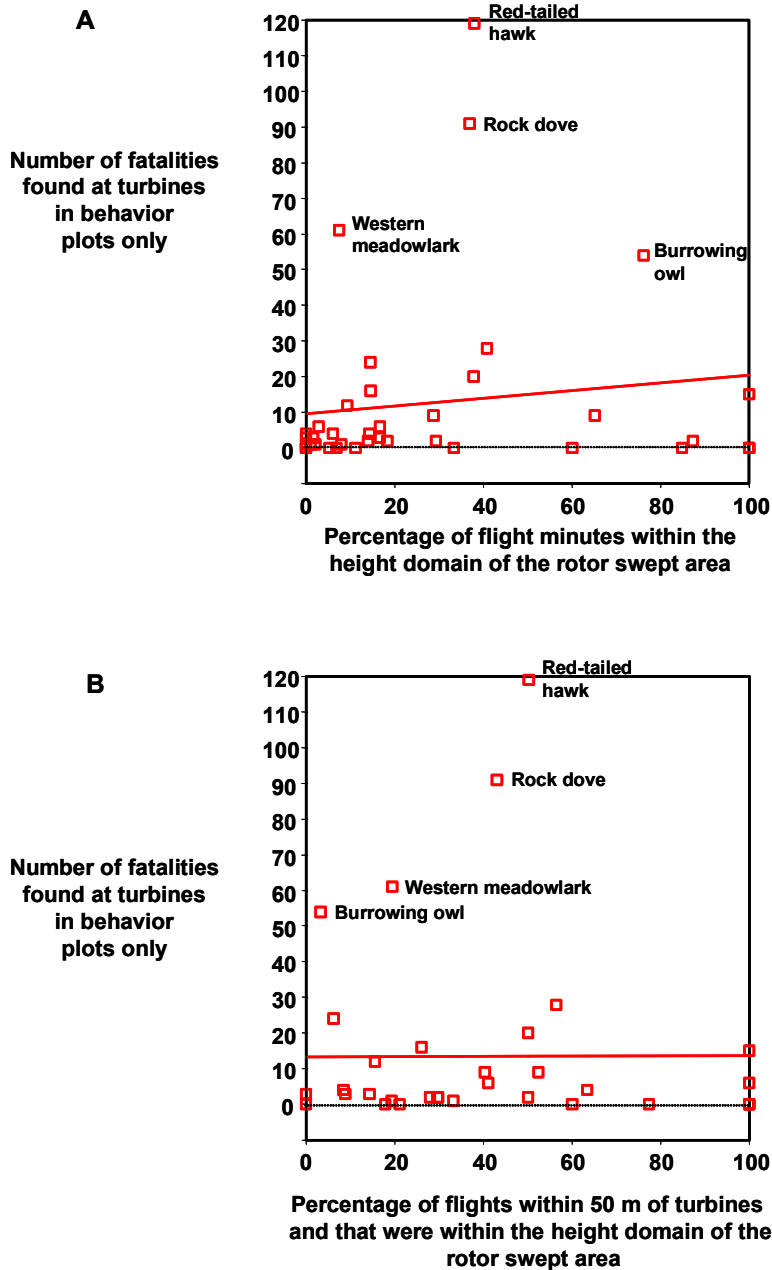 A
Number of fatalities
found at turbines
in behavior
plots only
120
110
100
90
80
70
60
50
40
30
20
10
0
Red-tailed
hawk
Rock dove
Western
meadowlark
Burrowing
owl
0 20 40 60 80 100
Percentage of flight minutes within the
height domain of the rotor swept area
B
Number of fatalities
found at turbines
in behavior
plots only
120
110
100
90
80
70
60
50
40
30
20
10
0
Red-tailed
hawk
Rock dove
Western meadowlark
Burrowing owl
0 20 40 60 80 100
Percentage of flights within 50 m of turbines
and that were within the height domain of the
rotor swept area